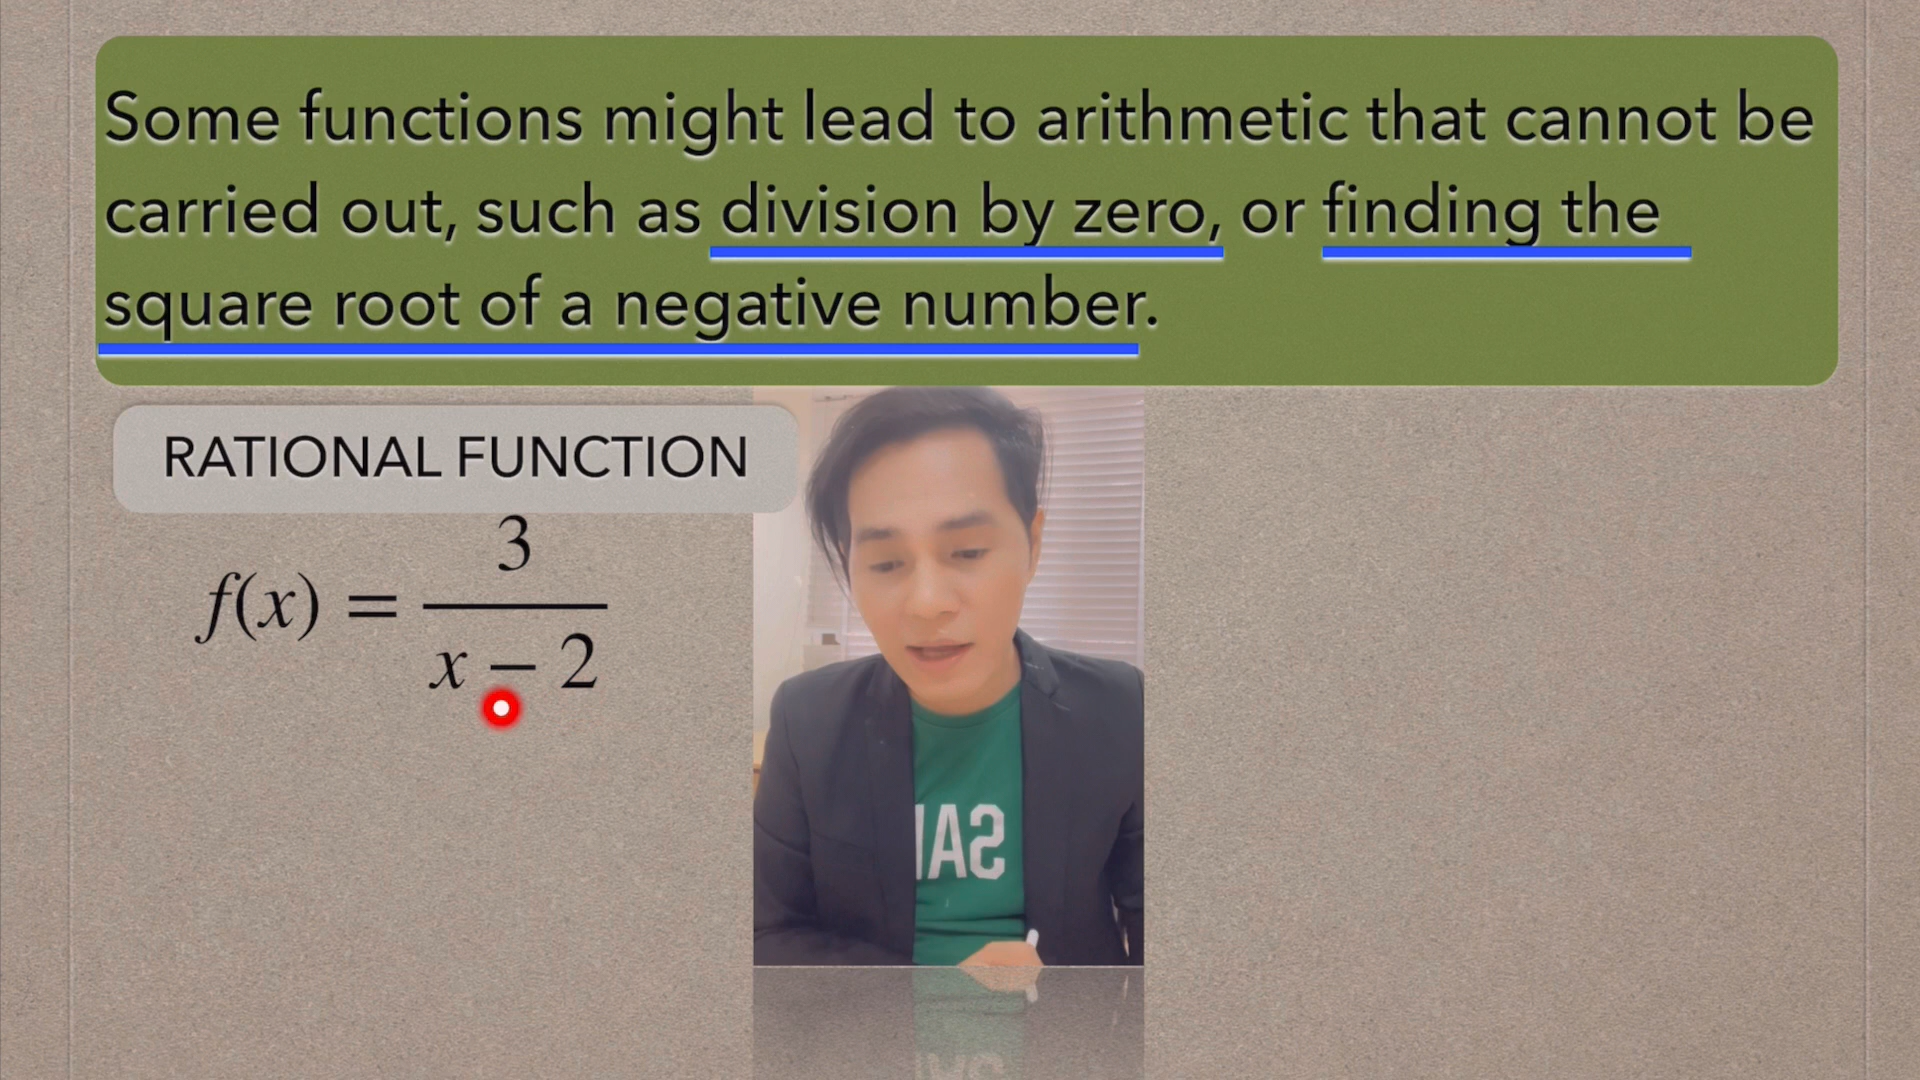 Some functions might lead to arithmetic that cannot be
carried out, such as division by zero, or finding the
square root of a negative number.
RATIONAL FUNCTION
f(x) = 3 / (x − 2)
SAN